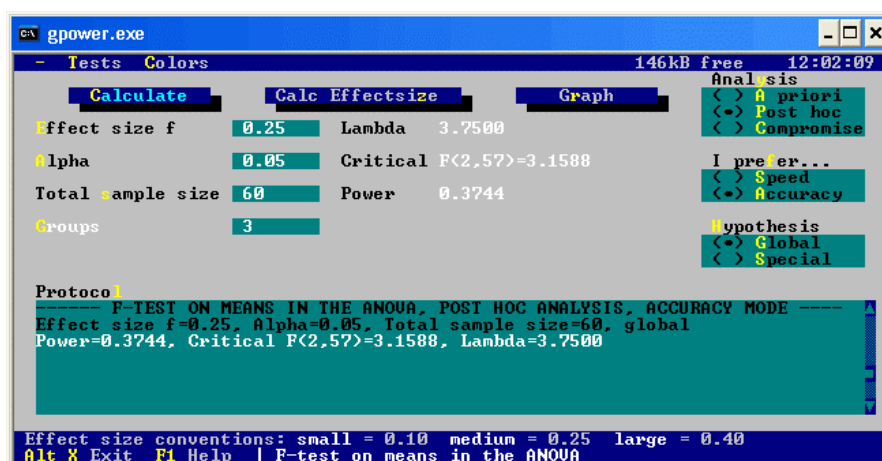 gpower.exe
- Tests Colors 146kB free 12:02:09
Analysis
Calculate Calc Effectsize Graph ( ) A priori
(•) Post hoc
Effect size f 0.25 Lambda 3.7500 ( ) Compromise
Alpha 0.05 Critical F(2,57)=3.1588 I prefer...
( ) Speed
Total sample size 60 Power 0.3744 (•) Accuracy
Groups 3 Hypothesis
(•) Global
( ) Special
Protocol
------ F-TEST ON MEANS IN THE ANOVA, POST HOC ANALYSIS, ACCURACY MODE ----
Effect size f=0.25, Alpha=0.05, Total sample size=60, global
Power=0.3744, Critical F(2,57)=3.1588, Lambda=3.7500
Effect size conventions: small = 0.10 medium = 0.25 large = 0.40
Alt X Exit F1 Help | F-test on means in the ANOVA